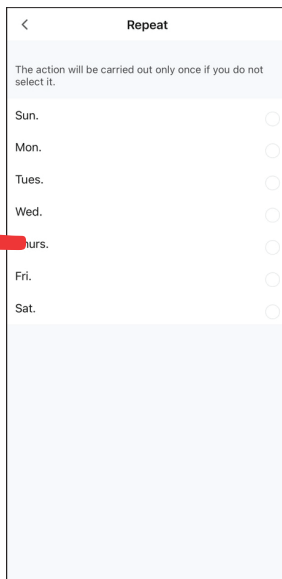 Repeat
The action will be carried out only once if you do not
select it.
Sun.
Mon.
Tues.
Wed.
hurs.
Fri.
Sat.